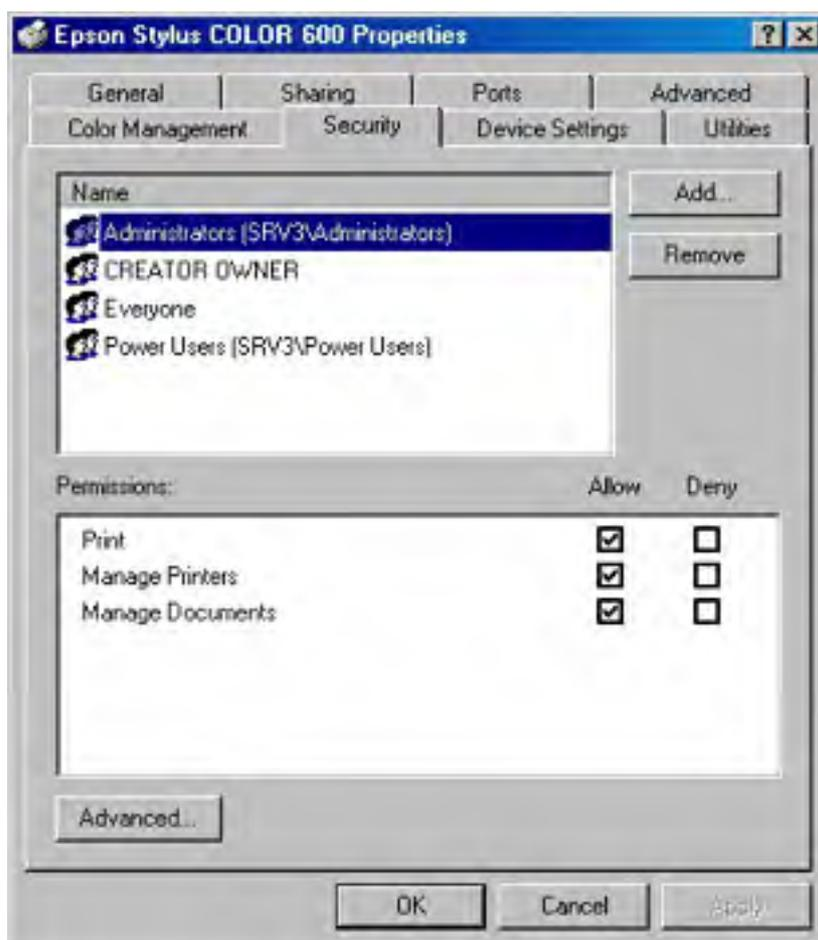 Epson Stylus COLOR 600 Properties
General Sharing Ports Advanced
Color Management Security Device Settings Utilities
Name
Administrators (SRV3\Administrators)
CREATOR OWNER
Everyone
Power Users (SRV3\Power Users)
Add...
Remove
Permissions: Allow Deny
Print
Manage Printers
Manage Documents
Advanced...
OK Cancel Apply